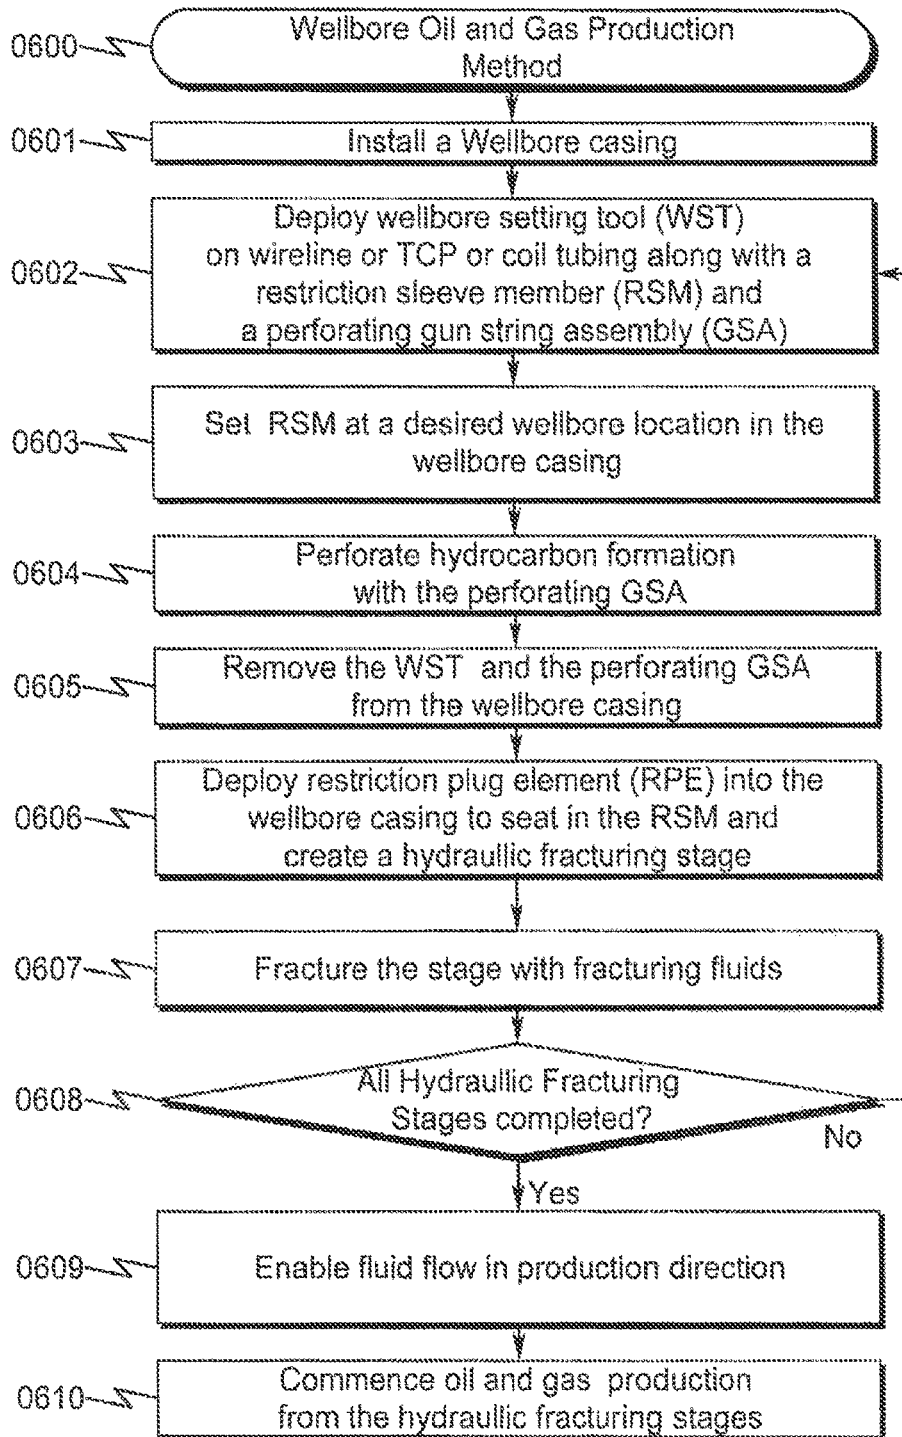 0600
Wellbore Oil and Gas Production
Method
0601
Install a Wellbore casing
0602
Deploy wellbore setting tool (WST)
on wireline or TCP or coil tubing along with a
restriction sleeve member (RSM) and
a perforating gun string assembly (GSA)
0603
Set RSM at a desired wellbore location in the
wellbore casing
0604
Perforate hydrocarbon formation
with the perforating GSA
0605
Remove the WST and the perforating GSA
from the wellbore casing
0606
Deploy restriction plug element (RPE) into the
wellbore casing to seat in the RSM and
create a hydraullic fracturing stage
0607
Fracture the stage with fracturing fluids
0608
All Hydraullic Fracturing
Stages completed?
No
Yes
0609
Enable fluid flow in production direction
0610
Commence oil and gas production
from the hydraullic fracturing stages